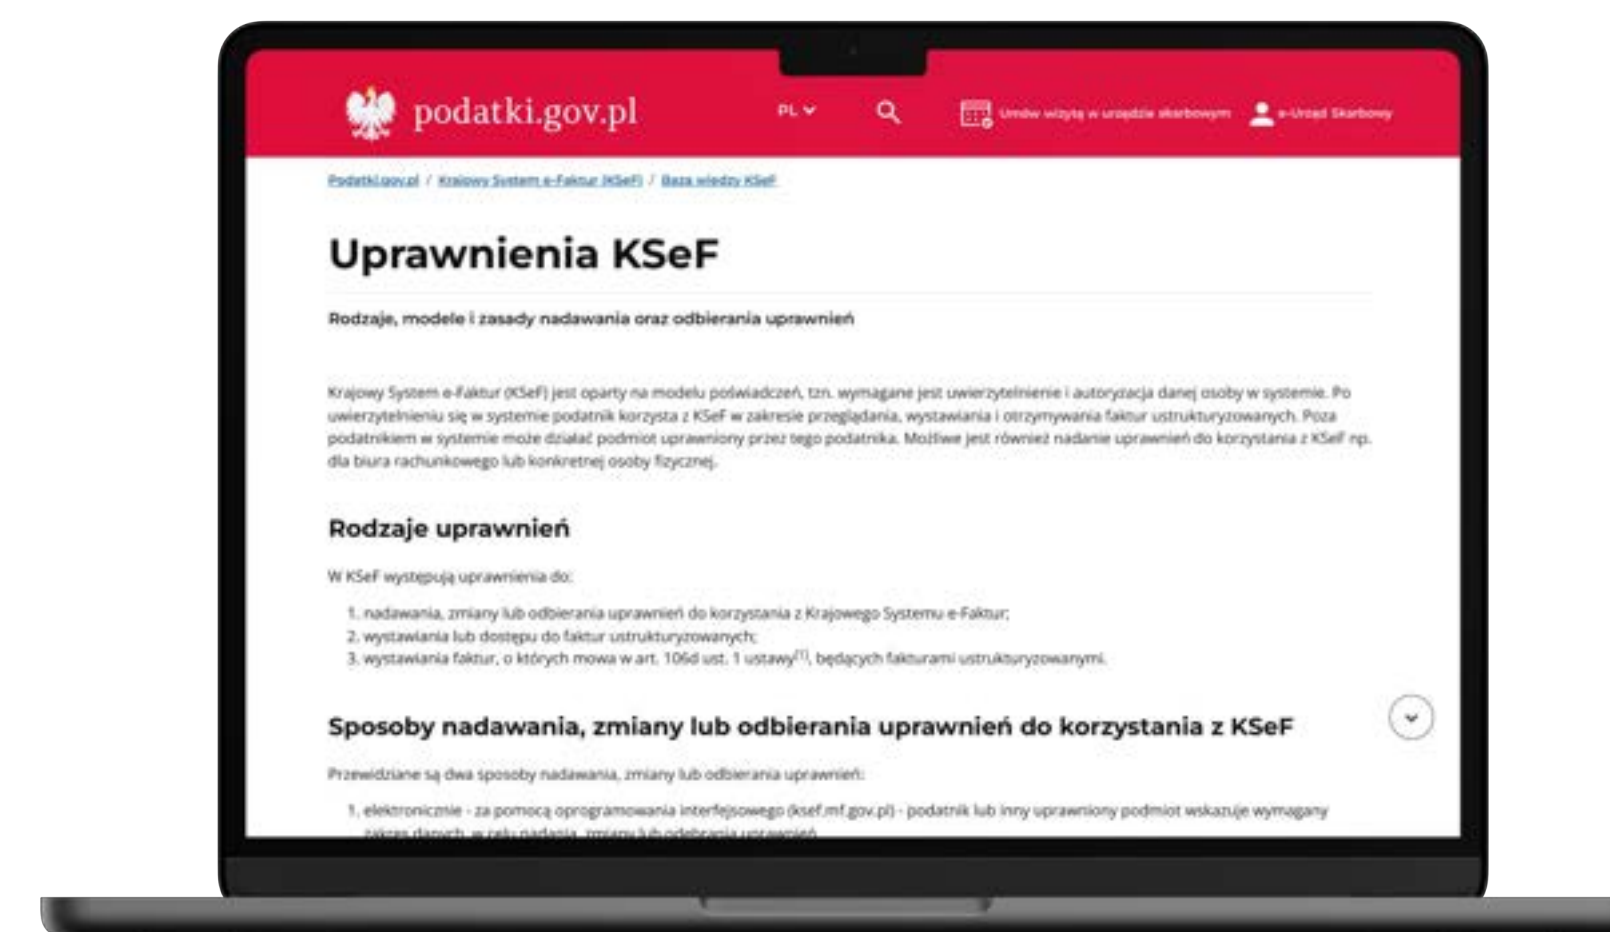 podatki.gov.pl
PL
Umów wizytę w urzędzie skarbowym
e-Urząd Skarbowy
Podatki.gov.pl / Krajowy System e-Faktur (KSeF) / Baza wiedzy KSeF
Uprawnienia KSeF
Rodzaje, modele i zasady nadawania oraz odbierania uprawnień
Krajowy System e-Faktur (KSeF) jest oparty na modelu poświadczeń, tzn. wymagane jest uwierzytelnienie i autoryzacja danej osoby w systemie. Po
uwierzytelnieniu się w systemie podatnik korzysta z KSeF w zakresie przeglądania, wystawiania i otrzymywania faktur ustrukturyzowanych. Poza
podatnikiem w systemie może działać podmiot uprawniony przez tego podatnika. Możliwe jest również nadanie uprawnień do korzystania z KSeF np.
dla biura rachunkowego lub konkretnej osoby fizycznej.
Rodzaje uprawnień
W KSeF występują uprawnienia do:
1. nadawania, zmiany lub odbierania uprawnień do korzystania z Krajowego Systemu e-Faktur;
2. wystawiania lub dostępu do faktur ustrukturyzowanych;
3. wystawiania faktur, o których mowa w art. 106d ust. 1 ustawy[1], będących fakturami ustrukturyzowanymi.
Sposoby nadawania, zmiany lub odbierania uprawnień do korzystania z KSeF
Przewidziane są dwa sposoby nadawania, zmiany lub odbierania uprawnień:
1. elektronicznie - za pomocą oprogramowania interfejsowego (ksef.mf.gov.pl) - podatnik lub inny uprawniony podmiot wskazuje wymagany
zakres danych, w celu nadania, zmiany lub odebrania uprawnień